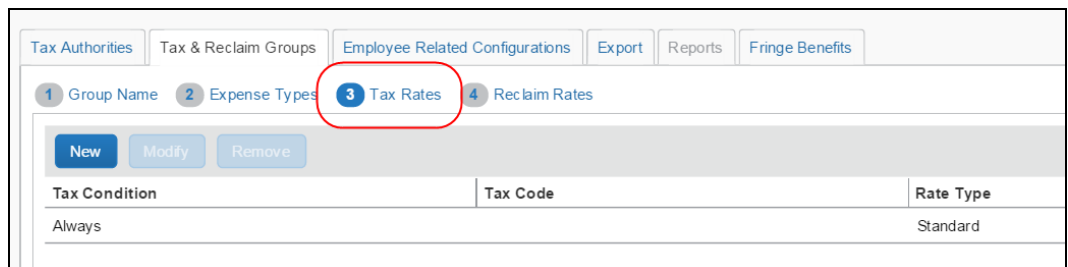 Tax Authorities Tax & Reclaim Groups Employee Related Configurations Export Reports Fringe Benefits
1 Group Name 2 Expense Types 3 Tax Rates 4 Reclaim Rates
New Modify Remove
Tax Condition Tax Code Rate Type
Always Standard